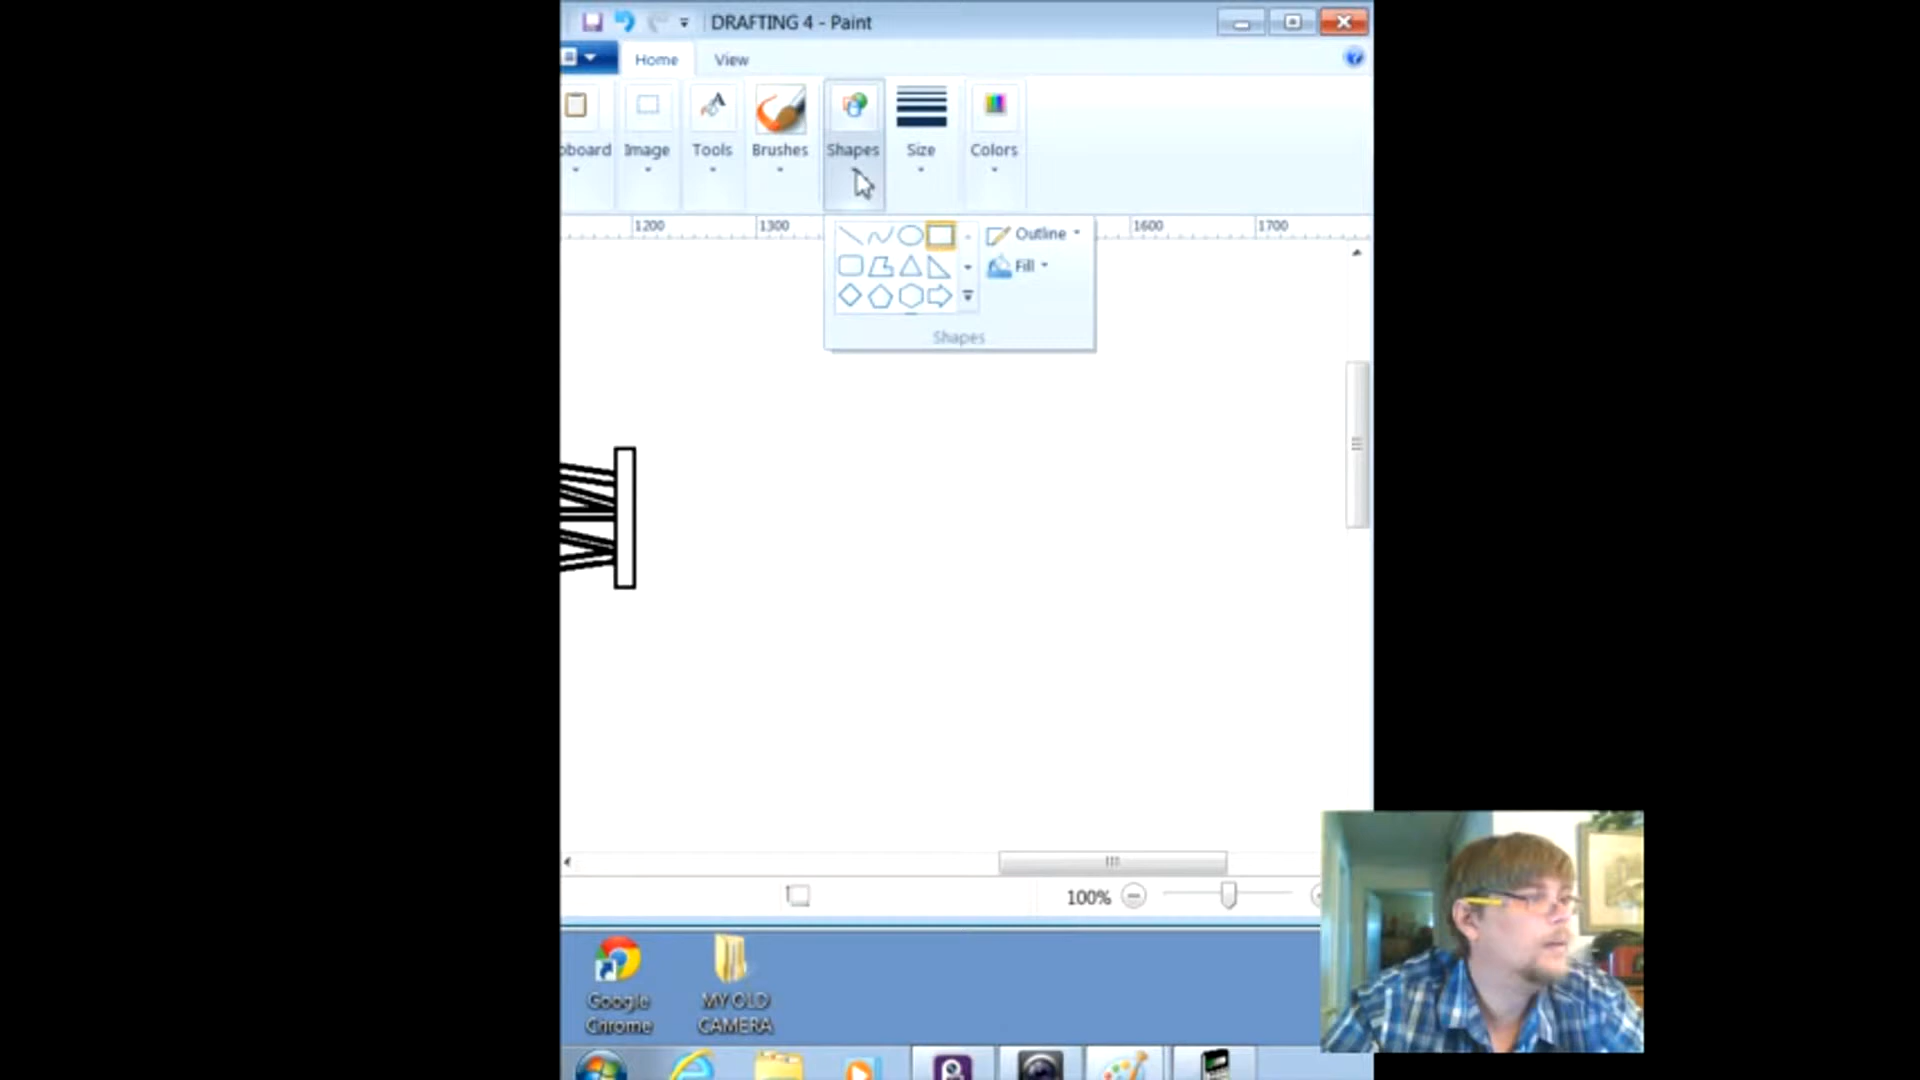 DRAFTING 4 - Paint
Home View
pboard Image Tools Brushes Shapes Size Colors
1200 1300 1600 1700
Outline
Fill
Shapes
100%
Google Chrome
MY OLD CAMERA